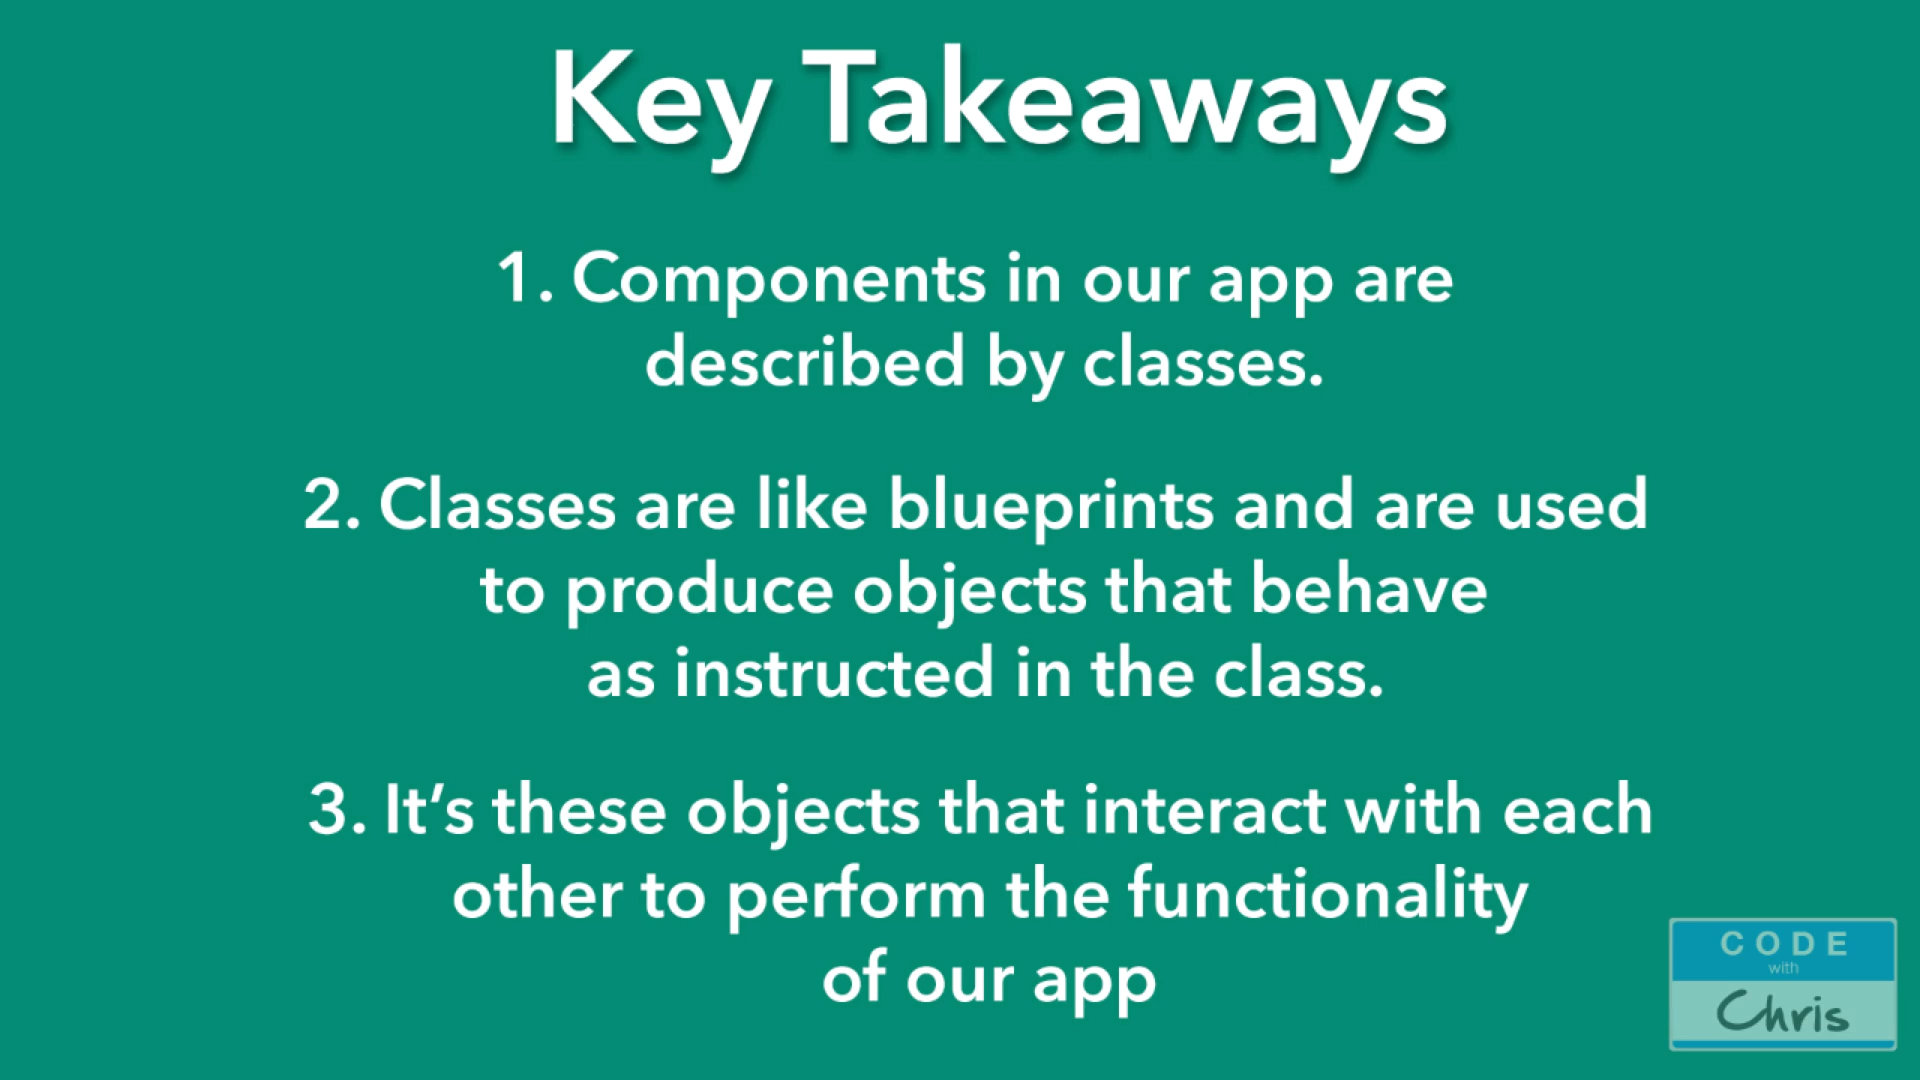 Key Takeaways
1. Components in our app are
described by classes.
2. Classes are like blueprints and are used
to produce objects that behave
as instructed in the class.
3. It’s these objects that interact with each
other to perform the functionality
of our app
CODE
with
Chris